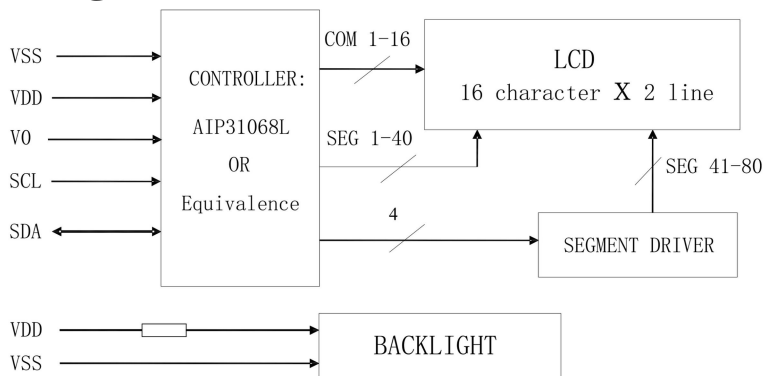 VSS
VDD
V0
SCL
SDA
CONTROLLER:
AIP31068L
OR
Equivalence
COM 1-16
SEG 1-40
4
LCD
16 character X 2 line
SEG 41-80
SEGMENT DRIVER
VDD
VSS
BACKLIGHT